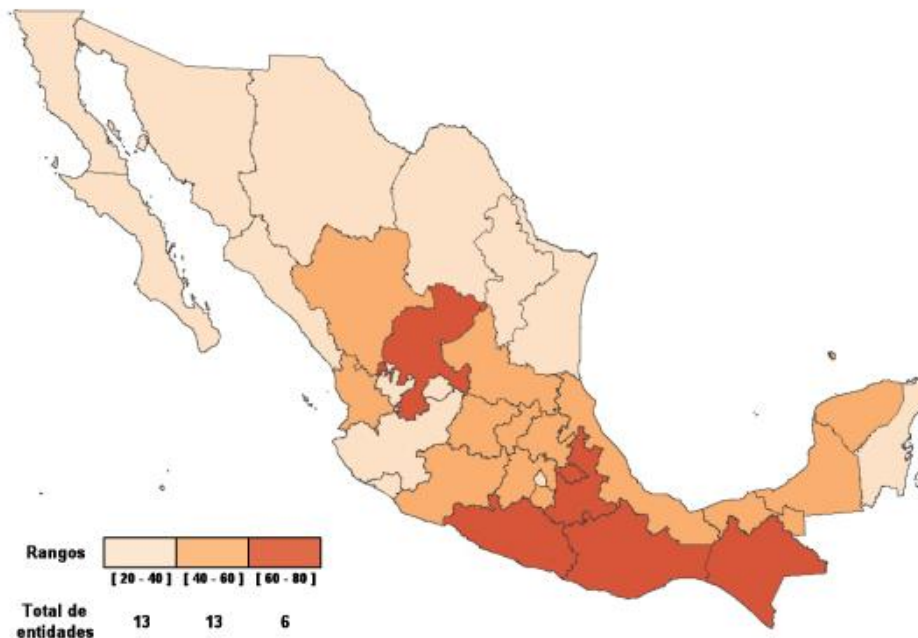 Rangos
[ 20 - 40 ] [ 40 - 60 ] [ 60 - 80 ]
Total de
entidades
13 13 6